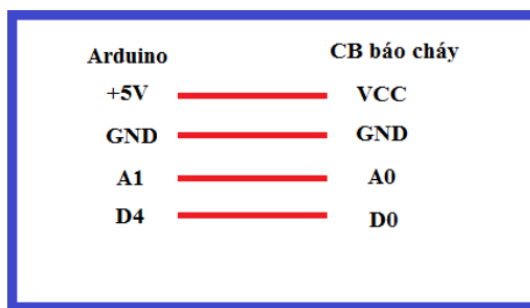 Arduino CB báo cháy
+5V VCC
GND GND
A1 A0
D4 D0